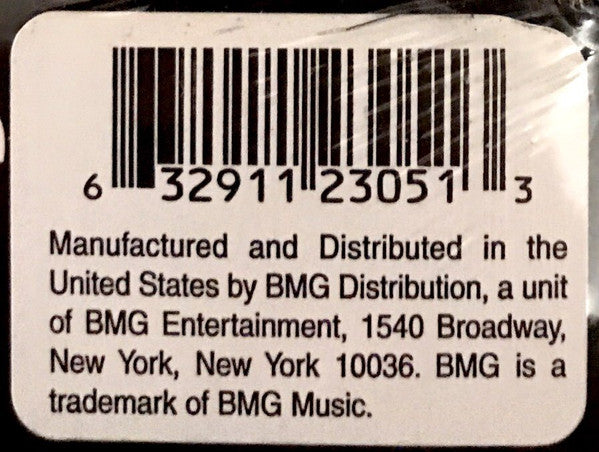 6 32911 23051 3
Manufactured and Distributed in the
United States by BMG Distribution, a unit
of BMG Entertainment, 1540 Broadway,
New York, New York 10036. BMG is a
trademark of BMG Music.